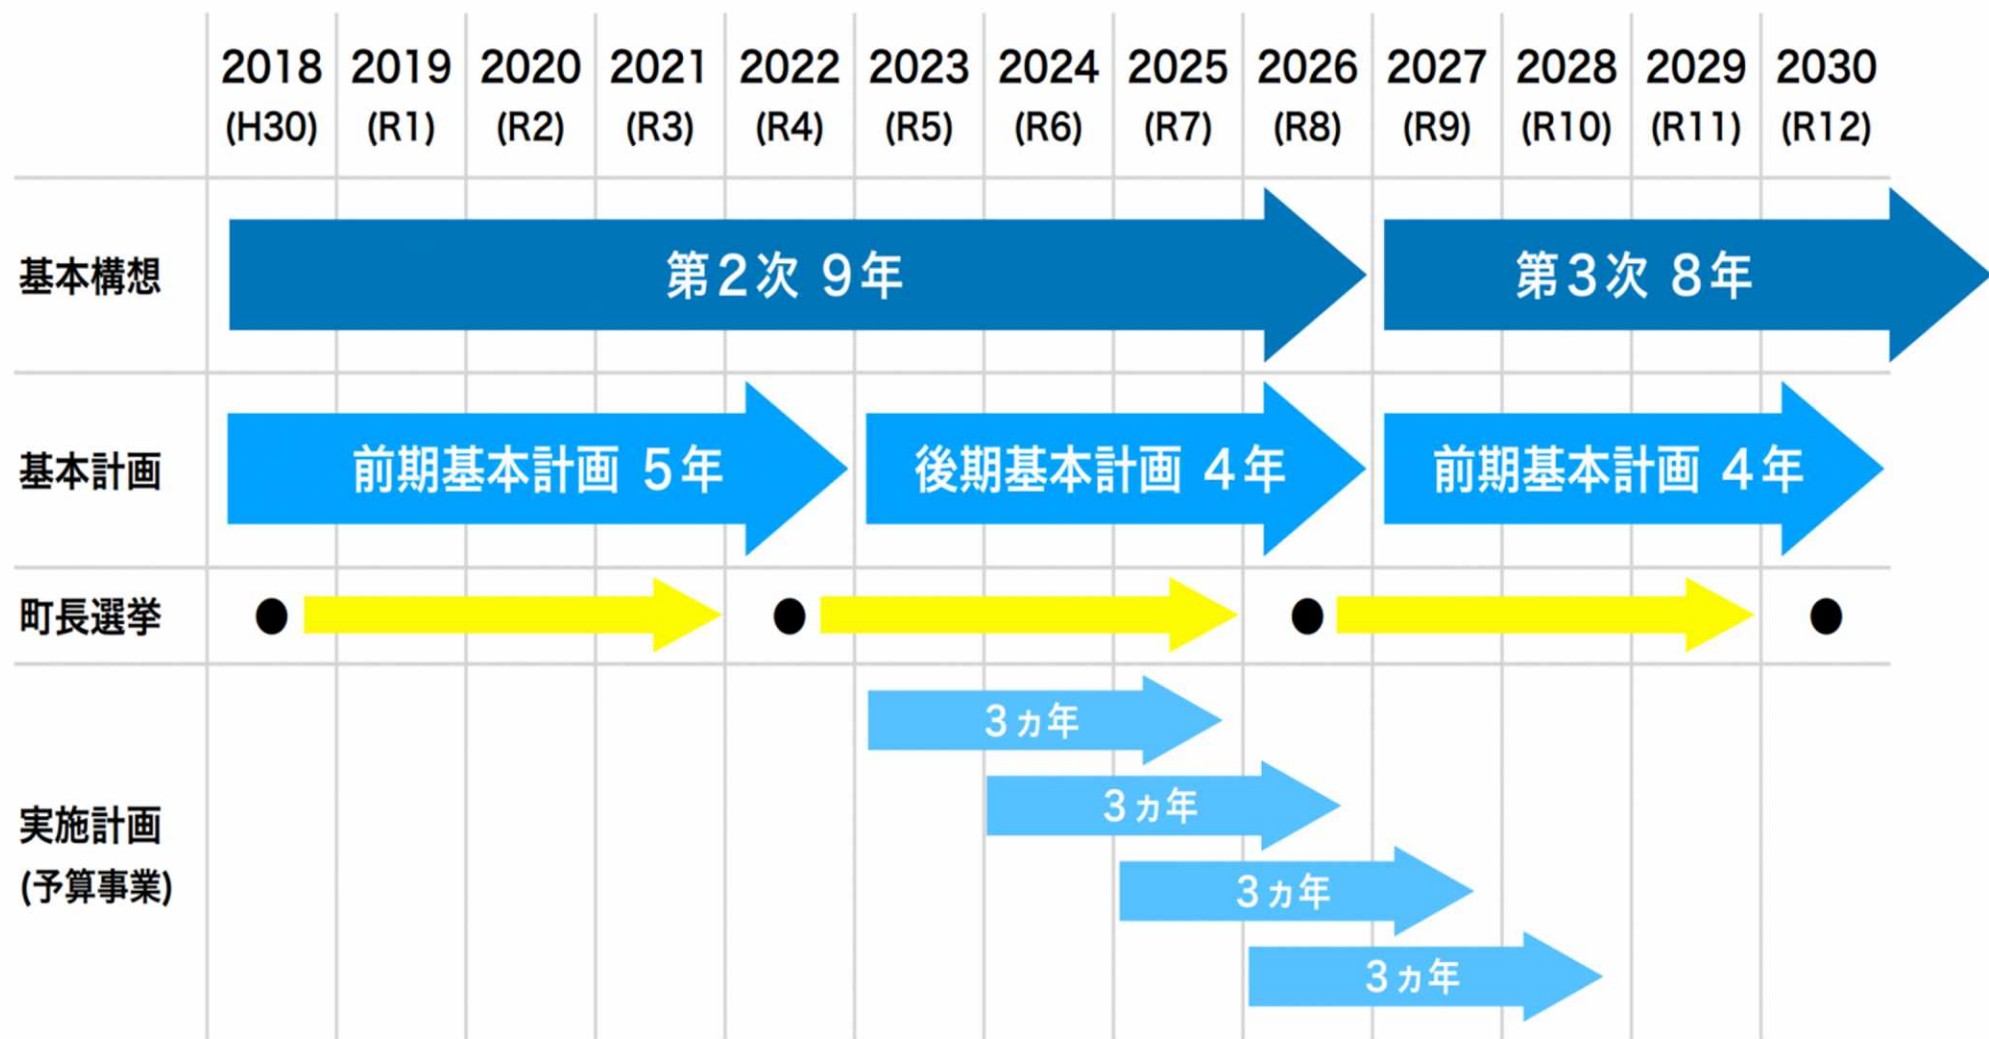 2018 2019 2020 2021 2022 2023 2024 2025 2026 2027 2028 2029 2030
(H30) (R1) (R2) (R3) (R4) (R5) (R6) (R7) (R8) (R9) (R10) (R11) (R12)
基本構想 第2次 9年 第3次 8年
基本計画 前期基本計画 5年 後期基本計画 4年 前期基本計画 4年
町長選挙
3ヵ年
3ヵ年
実施計画
(予算事業)
3ヵ年
3ヵ年